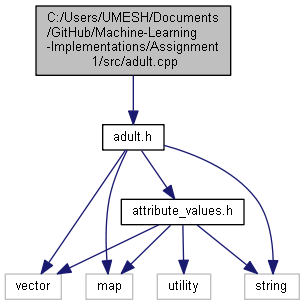 C:/Users/UMESH/Documents
/GitHub/Machine-Learning
-Implementations/Assignment
1/src/adult.cpp
adult.h
attribute_values.h
vector
map
utility
string